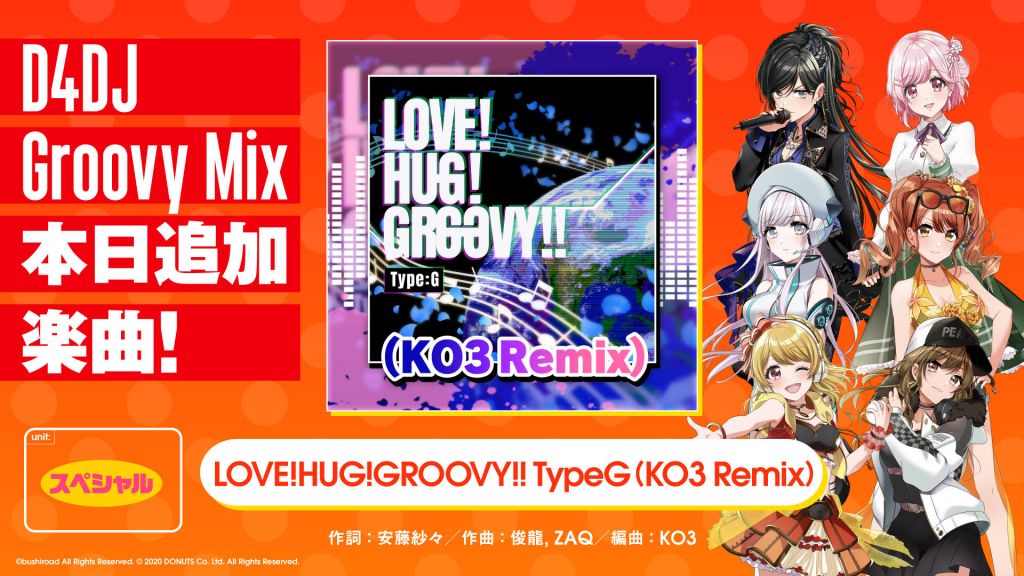 D4DJ
Groovy Mix
本日追加
楽曲!
LOVE!
HUG!
GROOVY!!
Type:G
(KO3 Remix)
unit:
スペシャル
LOVE!HUG!GROOVY!! TypeG (KO3 Remix)
作詞：安藤紗々／作曲：俊龍, ZAQ／編曲：KO3
©bushiroad All Rights Reserved. © 2020 DONUTS Co. Ltd. All Rights Reserved.